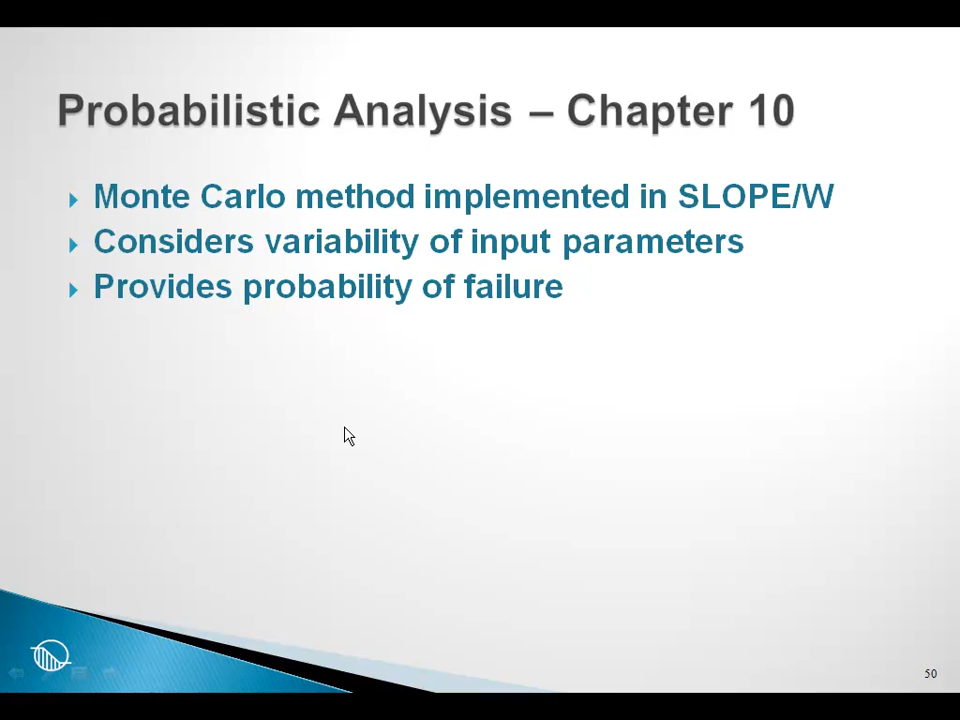 Probabilistic Analysis – Chapter 10
Monte Carlo method implemented in SLOPE/W
Considers variability of input parameters
Provides probability of failure
50